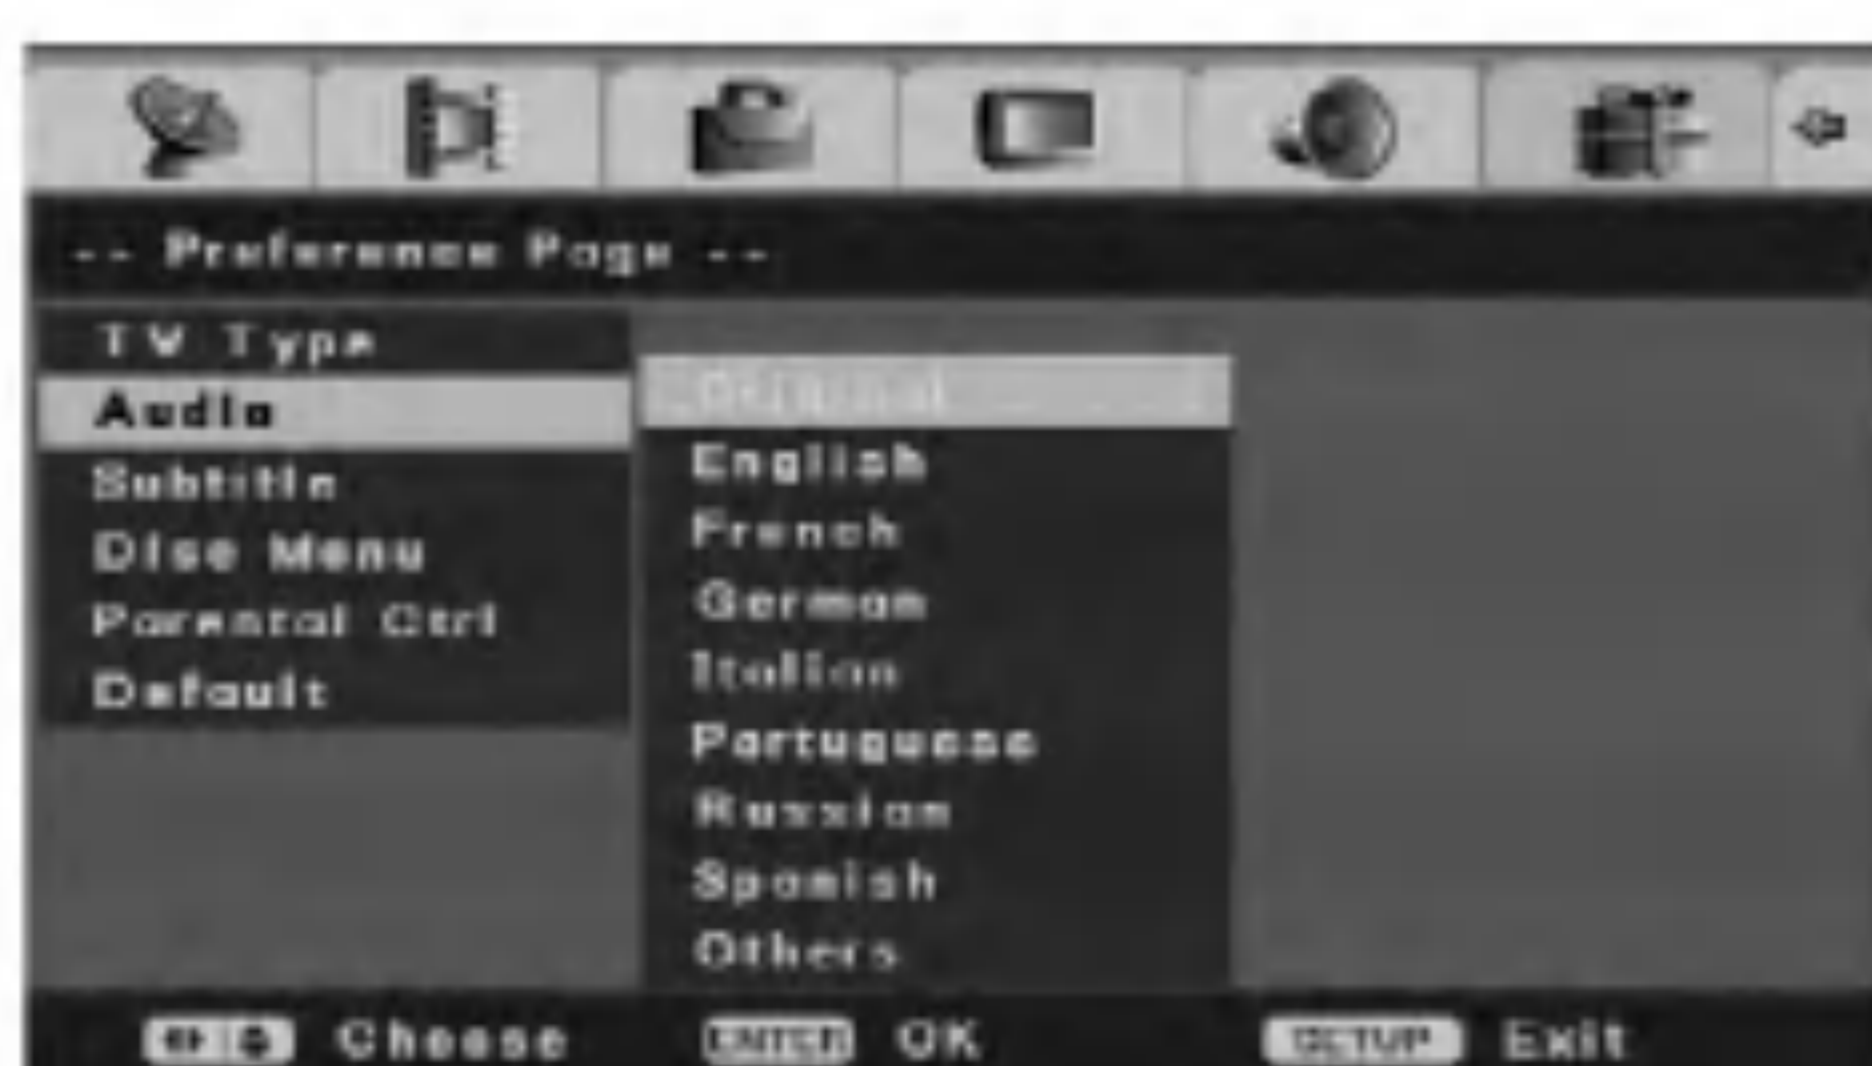 -- Preference Page --
TV Type
Audio
Subtitle
Disc Menu
Parental Ctrl
Default
Original
English
French
German
Italian
Portuguese
Russian
Spanish
Others
Choose
ENTER OK
SETUP Exit